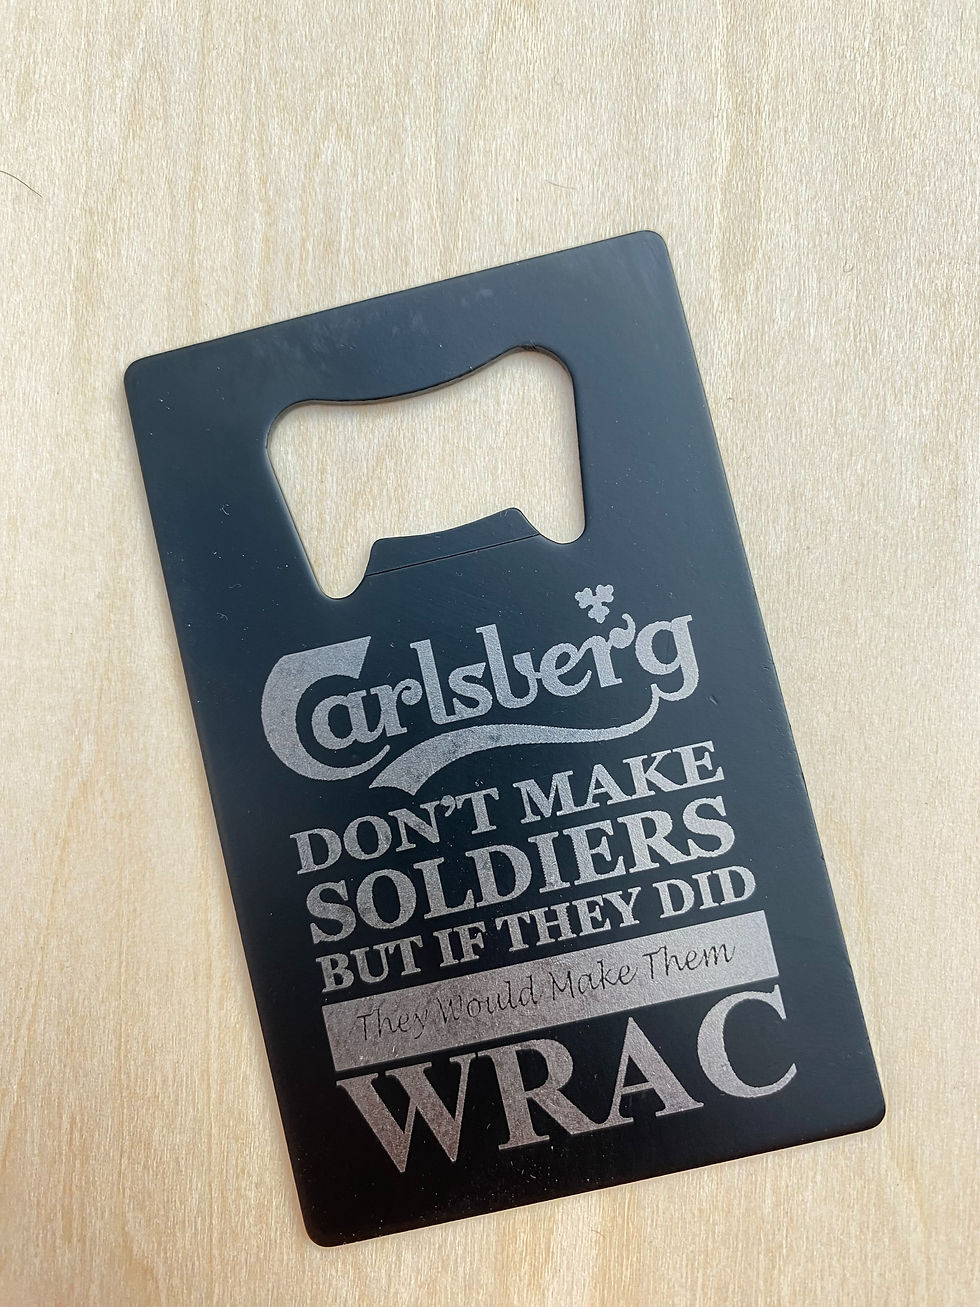 Carlsberg
DON'T MAKE
SOLDIERS
BUT IF THEY DID
They Would Make Them
WRAC